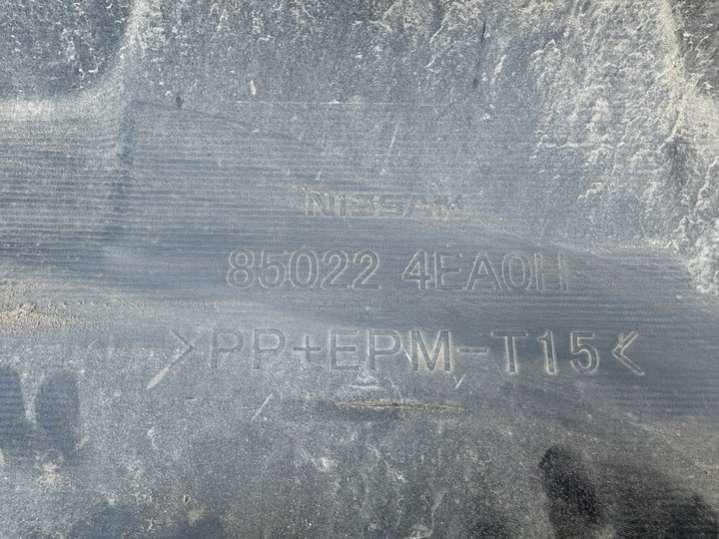 NISSAN
85022 4EA0H
>PP+EPM-T15<